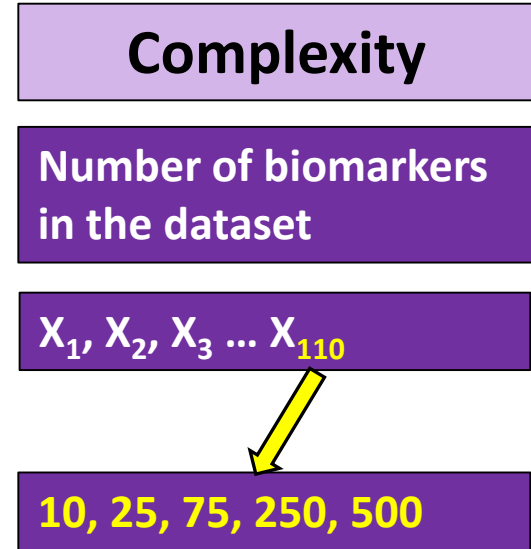 Complexity
Number of biomarkers
in the dataset
X₁, X₂, X₃ ... X₁₁₀
10, 25, 75, 250, 500